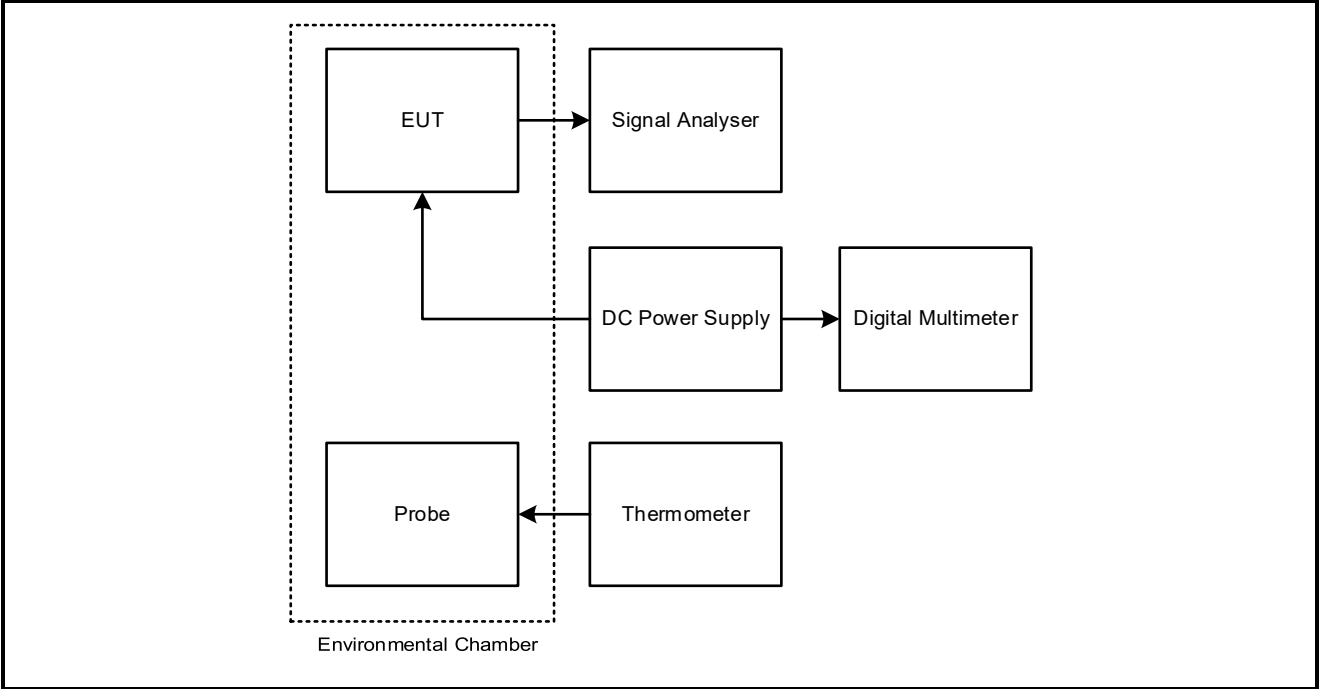 EUT
Signal Analyser
DC Power Supply
Digital Multimeter
Probe
Thermometer
Environmental Chamber